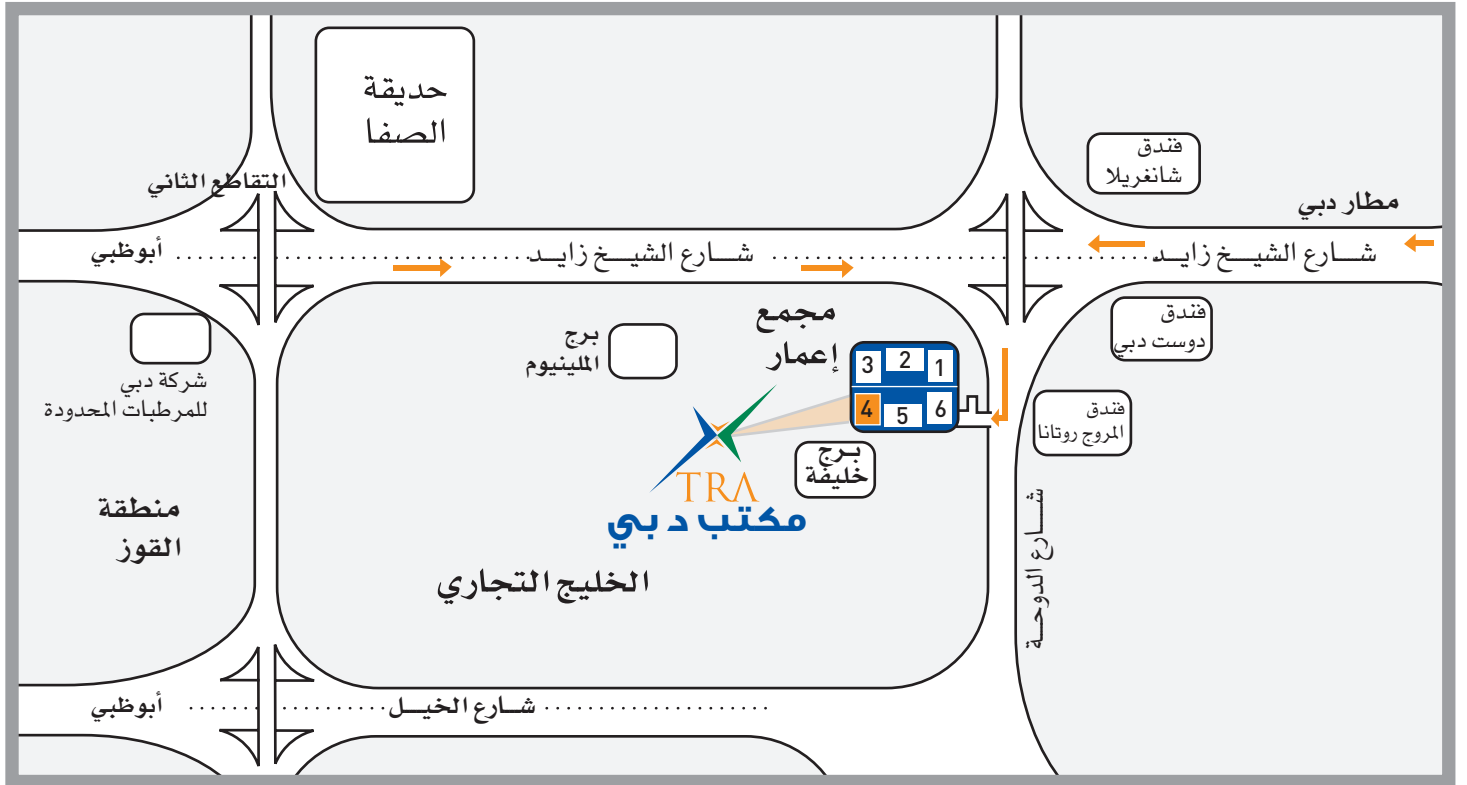 حديقة
الصفا
فندق
شانغريلا
التقاطع الثاني
مطار دبي
شارع الشيخ زايد
شارع الشيخ زايد
أبوظبي
فندق
دوست دبي
مجمع
إعمار
برج
الملينيوم
شركة دبي
للمرطبات المحدودة
3 2 1
4 5 6
فندق
المروج روتانا
برج
خليفة
TRA
مكتب دبي
منطقة
القوز
شارع الدوحة
الخليج التجاري
شارع الخيل
أبوظبي